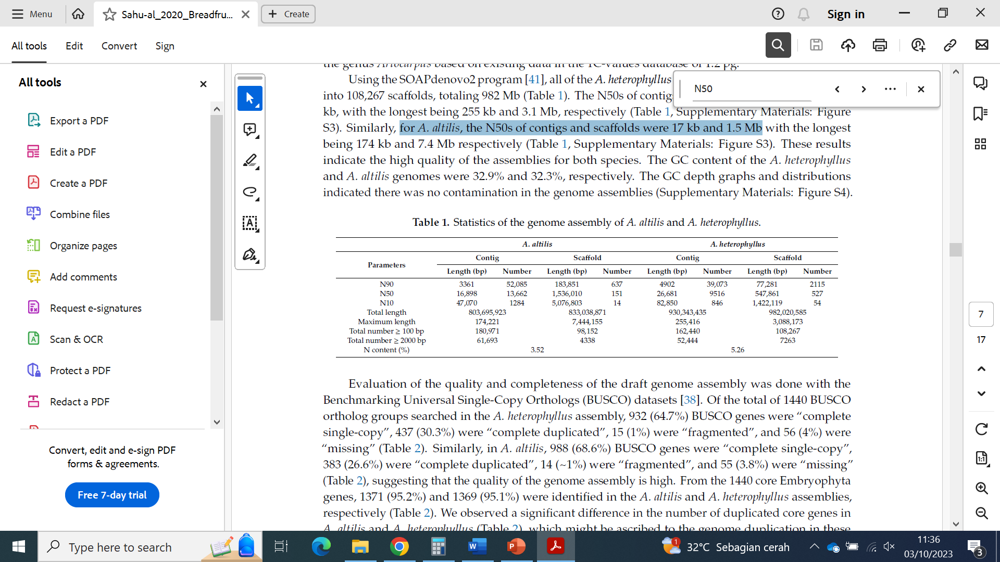 Menu
Sahu-al_2020_Breadfru...
Create
Sign in
All tools
Edit
Convert
Sign
All tools
Export a PDF
Edit a PDF
Create a PDF
Combine files
Organize pages
Add comments
Request e-signatures
Scan & OCR
Protect a PDF
Redact a PDF
Convert, edit and e-sign PDF
forms & agreements.
Free 7-day trial
N50
the genus Artocarpus based on existing data in the 1C-values database of 1.2 pg.
Using the SOAPdenovo2 program [41], all of the A. heterophyllus
into 108,267 scaffolds, totaling 982 Mb (Table 1). The N50s of contig
kb, with the longest being 255 kb and 3.1 Mb, respectively (Table 1, Supplementary Materials: Figure
S3). Similarly, for A. altilis, the N50s of contigs and scaffolds were 17 kb and 1.5 Mb with the longest
being 174 kb and 7.4 Mb respectively (Table 1, Supplementary Materials: Figure S3). These results
indicate the high quality of the assemblies for both species. The GC content of the A. heterophyllus
and A. altilis genomes were 32.9% and 32.3%, respectively. The GC depth graphs and distributions
indicated there was no contamination in the genome assemblies (Supplementary Materials: Figure S4).
Table 1. Statistics of the genome assembly of A. altilis and A. heterophyllus.
A. altilis A. heterophyllus
Parameters Contig Scaffold Contig Scaffold
Length (bp) Number Length (bp) Number Length (bp) Number Length (bp) Number
N90 3361 52,085 183,851 637 4902 39,073 77,281 2115
N50 16,898 13,662 1,536,010 151 26,681 9516 547,861 527
N10 47,070 1284 5,076,803 14 82,850 846 1,422,119 54
Total length 803,695,923 833,038,871 930,343,435 982,020,585
Maximum length 174,221 7,444,155 255,416 3,088,173
Total number ≥ 100 bp 180,971 98,152 162,440 108,267
Total number ≥ 2000 bp 61,693 4338 52,444 7263
N content (%) 3.52 5.26
Evaluation of the quality and completeness of the draft genome assembly was done with the
Benchmarking Universal Single-Copy Orthologs (BUSCO) datasets [38]. Of the total of 1440 BUSCO
ortholog groups searched in the A. heterophyllus assembly, 932 (64.7%) BUSCO genes were “complete
single-copy”, 437 (30.3%) were “complete duplicated”, 15 (1%) were “fragmented”, and 56 (4%) were
“missing” (Table 2). Similarly, in A. altilis, 988 (68.6%) BUSCO genes were “complete single-copy”,
383 (26.6%) were “complete duplicated”, 14 (~1%) were “fragmented”, and 55 (3.8%) were “missing”
(Table 2), suggesting that the quality of the genome assembly is high. From the 1440 core Embryophyta
genes, 1371 (95.2%) and 1369 (95.1%) were identified in the A. altilis and A. heterophyllus assemblies,
respectively (Table 2). We observed a significant difference in the number of duplicated core genes in
A. altilis and A. heterophyllus (Table 2), which might be ascribed to the genome duplication in these
7
17
1:1
Type here to search
1
32°C Sebagian cerah
11:36
03/10/2023
3